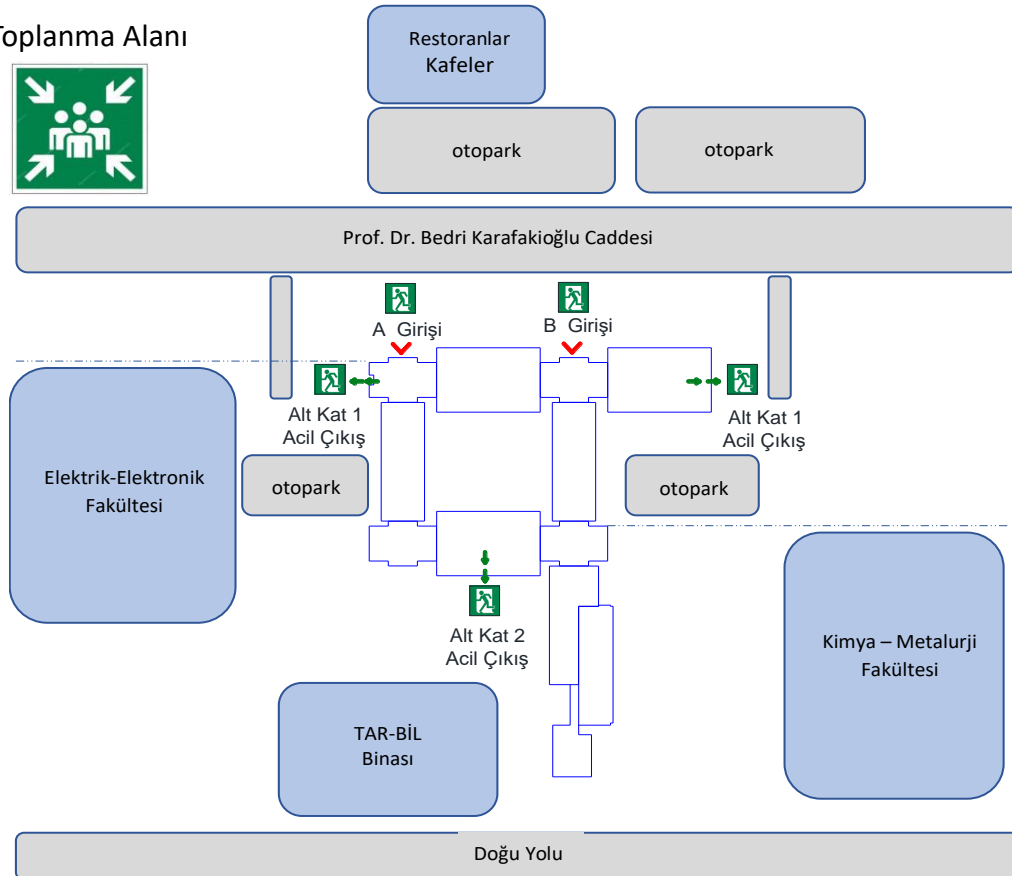 Toplanma Alanı
Restoranlar
Kafeler
otopark
otopark
Prof. Dr. Bedri Karafakioğlu Caddesi
A Girişi
B Girişi
Alt Kat 1
Acil Çıkış
Alt Kat 1
Acil Çıkış
Elektrik-Elektronik
Fakültesi
otopark
otopark
Alt Kat 2
Acil Çıkış
Kimya – Metalurji
Fakültesi
TAR-BİL
Binası
Doğu Yolu